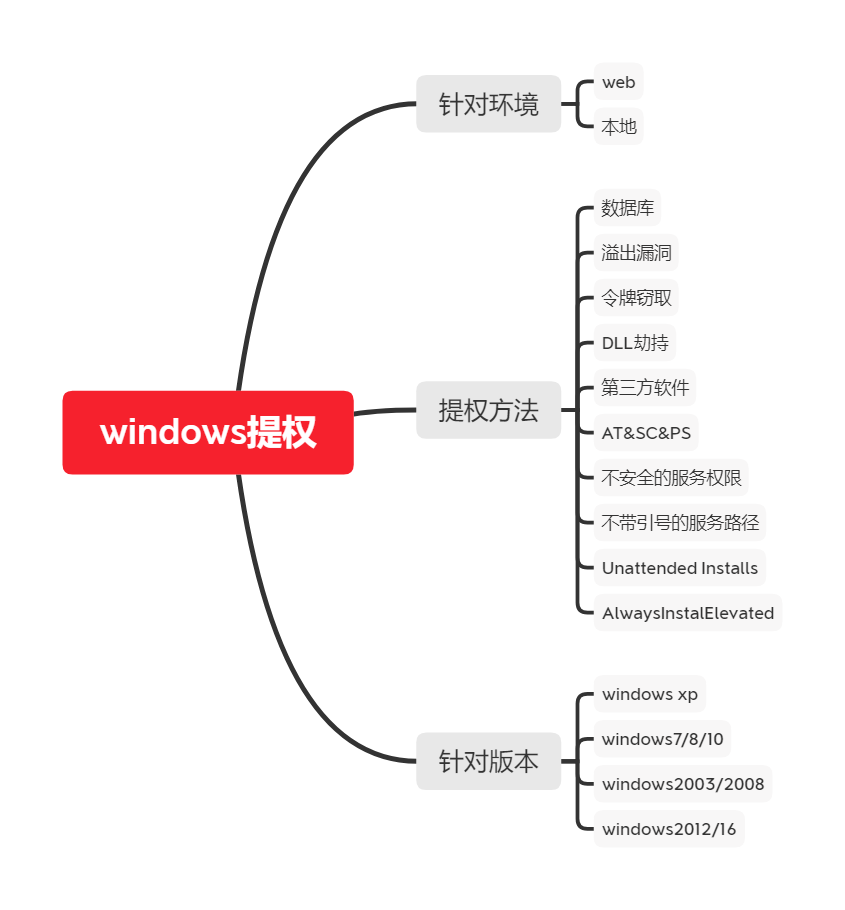 windows提权
针对环境
web
本地
提权方法
数据库
溢出漏洞
令牌窃取
DLL劫持
第三方软件
AT&SC&PS
不安全的服务权限
不带引号的服务路径
Unattended Installs
AlwaysInstalElevated
针对版本
windows xp
windows7/8/10
windows2003/2008
windows2012/16